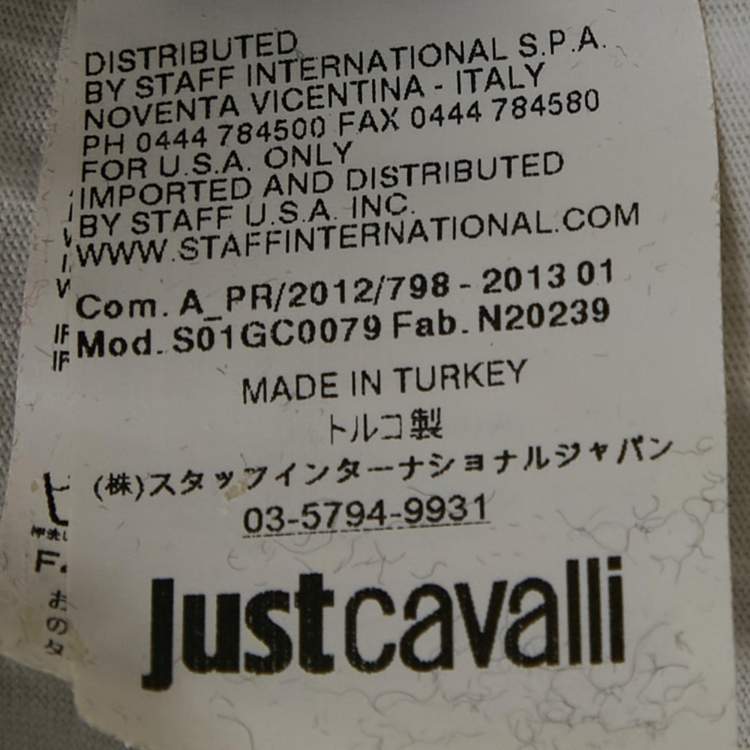 DISTRIBUTED
BY STAFF INTERNATIONAL S.P.A.
NOVENTA VICENTINA - ITALY
PH 0444 784500 FAX 0444 784580
FOR U.S.A. ONLY
IMPORTED AND DISTRIBUTED
BY STAFF U.S.A. INC.
WWW.STAFFINTERNATIONAL.COM
Com. A_PR/2012/798 - 2013 01
Mod. S01GC0079 Fab. N20239
MADE IN TURKEY
トルコ製
(株)スタッフインターナショナルジャパン
03-5794-9931
justcavalli